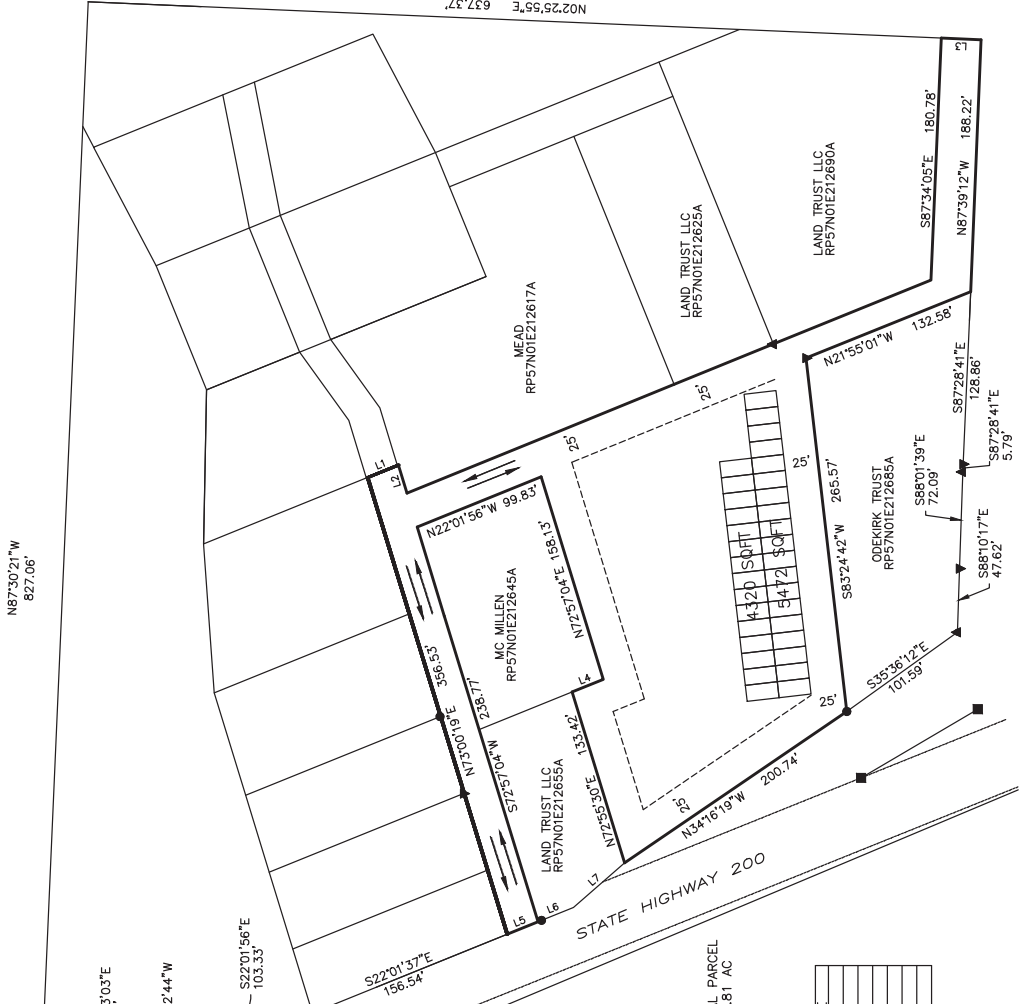 N02°25'55"E 637.37'
N87°30'21"W
827.06'
L3
S87°34'05"E 180.78'
N87°39'12"W 188.22'
LAND TRUST LLC
RP57N01E212690A
LAND TRUST LLC
RP57N01E212625A
MEAD
RP57N01E212617A
N21°55'01"W 132.58'
S87°28'41"E
128.86'
S87°28'41"E
5.79'
S88°01'39"E
72.09'
S88°10'17"E
47.62'
25'
25'
25'
25'
25'
L1
L2
N22°01'56"W 99.83'
N72°57'04"E 158.13'
MC MILLEN
RP57N01E212645A
L4
4320 SQFT
5472 SQFT
265.57'
S83°24'42"W
ODEKIRK TRUST
RP57N01E212685A
S35°36'12"E
101.59'
356.53'
N73°00'19"E
238.77'
S72°57'04"W
133.42'
N72°55'30"E
LAND TRUST LLC
RP57N01E212655A
N34°16'19"W 200.74'
L5
L6
L7
STATE HIGHWAY 200
S22°01'37"E
156.54'
S22°01'56"E
103.33'
3'03"E
2'44"W
L PARCEL
.81 AC